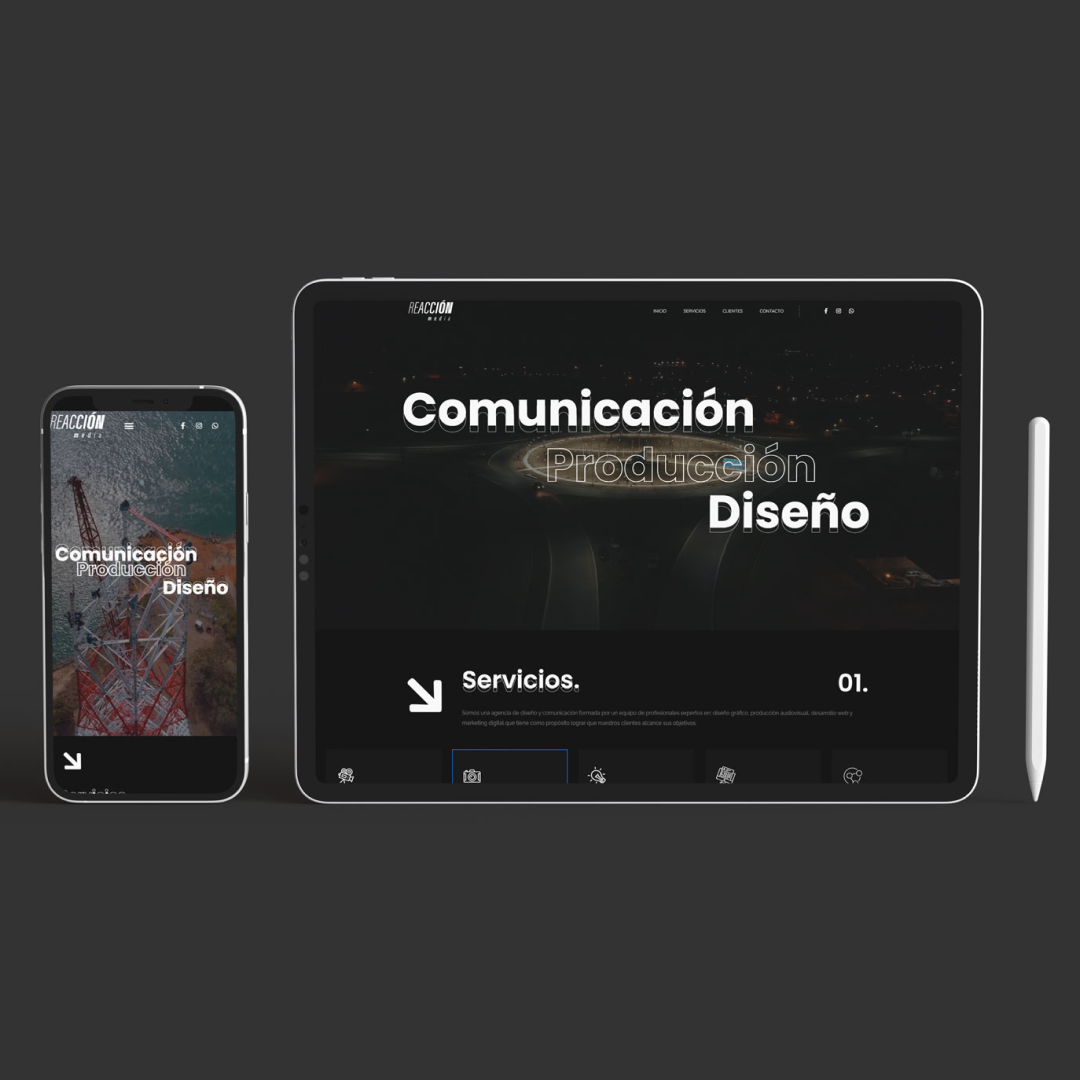 REACCIÓN
media
Comunicación
Producción
Diseño
REACCIÓN
media
INICIO SERVICIOS CLIENTES CONTACTO
Comunicación
Producción
Diseño
Servicios. 01.
Somos una agencia de diseño y comunicación formada por un equipo de profesionales expertos en: diseño gráfico, producción audiovisual, desarrollo web y
marketing digital que tiene como propósito lograr que nuestros clientes alcance sus objetivos.